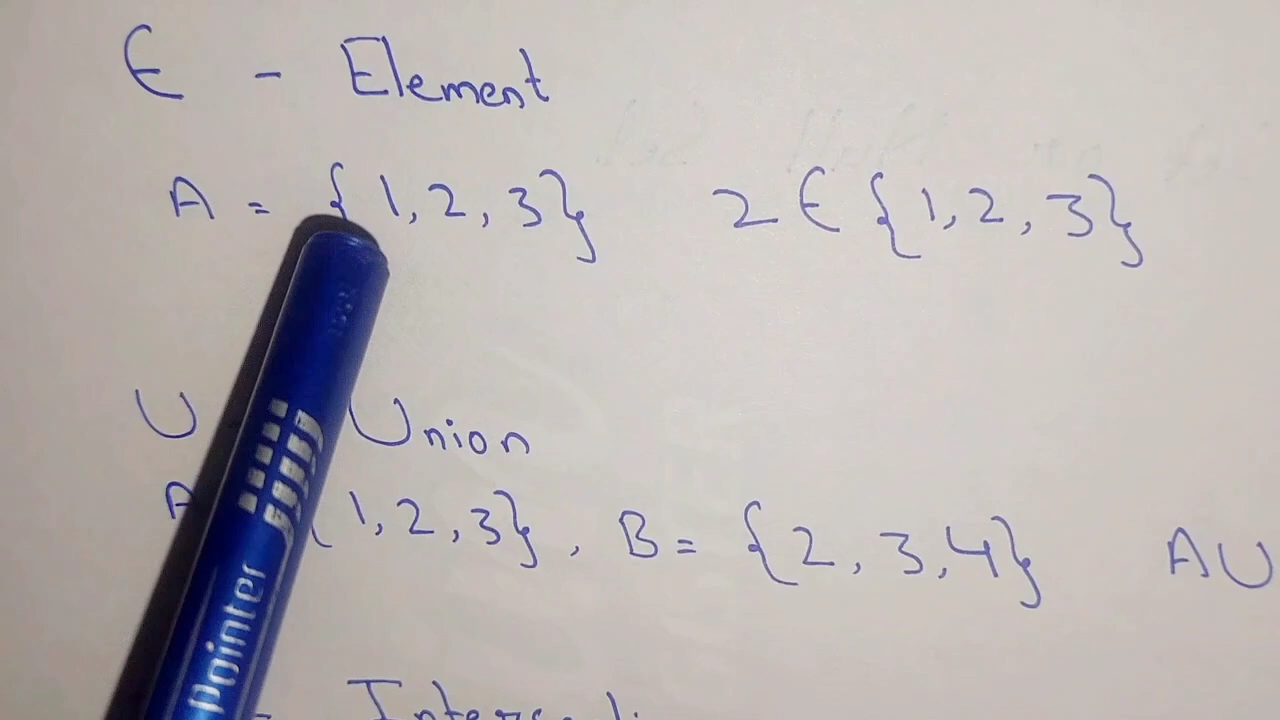 ∈ - Element
A = {1, 2, 3} 2 ∈ {1, 2, 3}
∪ Union
A {1, 2, 3}, B = {2, 3, 4} A∪
Pointer